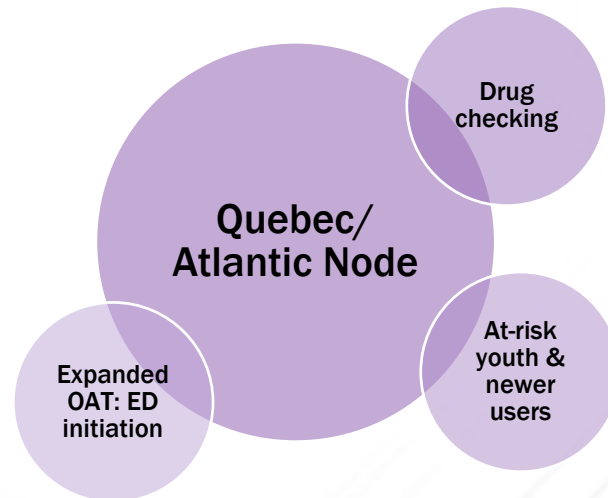 Drug
checking
Quebec/
Atlantic Node
At-risk
youth &
newer
users
Expanded
OAT: ED
initiation